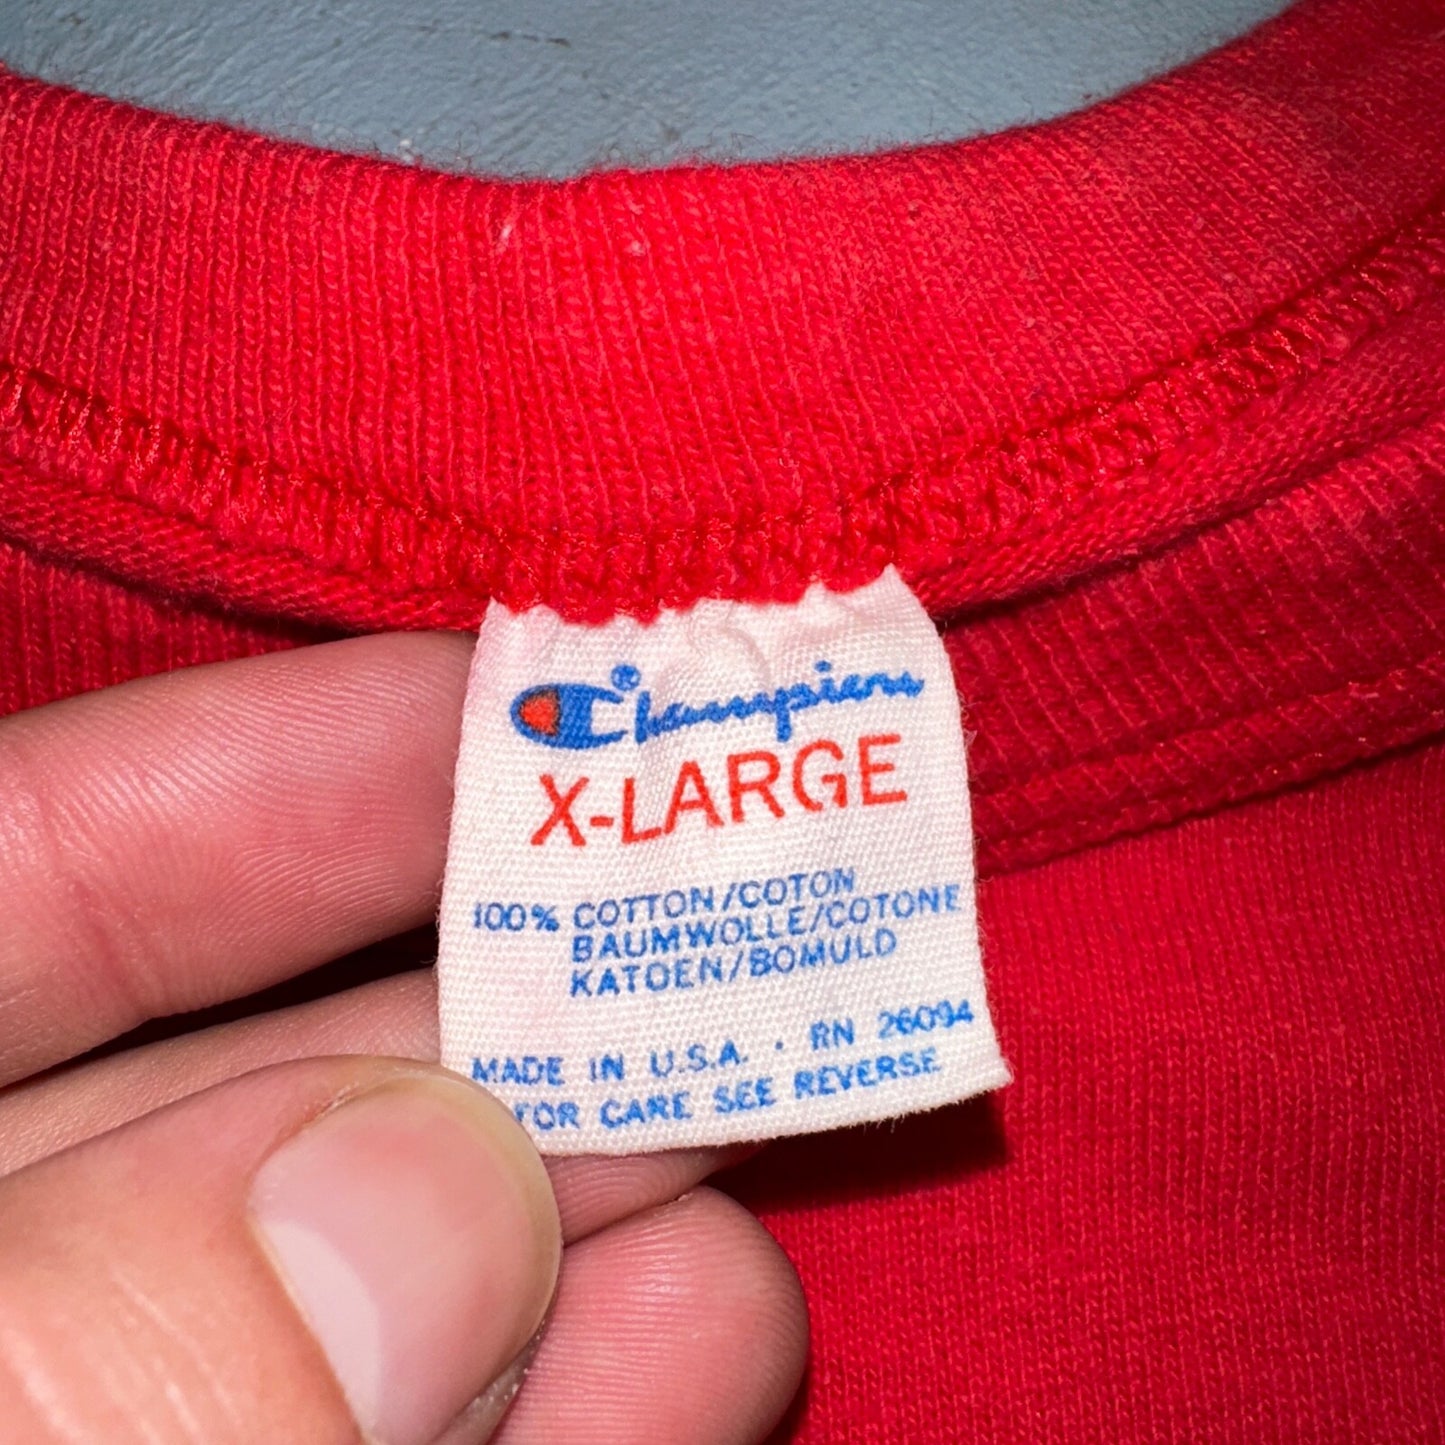 Champion®
X-LARGE
100% COTTON/COTON
BAUMWOLLE/COTONE
KATOEN/BOMULD
MADE IN U.S.A. · RN 26094
FOR CARE SEE REVERSE